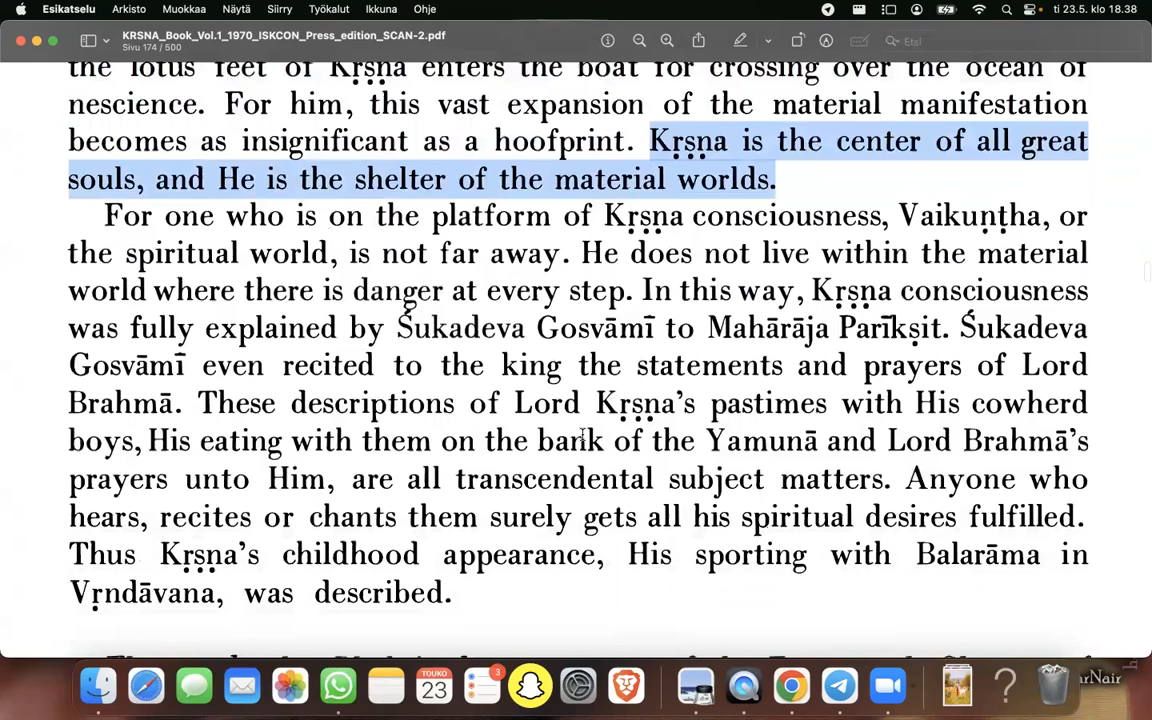 Esikatselu Arkisto Muokkaa Näytä Siirry Työkalut Ikkuna Ohje ti 23.5. klo 18.38
KRSNA_Book_Vol.1_1970_ISKCON_Press_edition_SCAN-2.pdf
Sivu 174 / 500
Etsi
the lotus feet of Kṛṣṇa enters the boat for crossing over the ocean of
nescience. For him, this vast expansion of the material manifestation
becomes as insignificant as a hoofprint. Kṛṣṇa is the center of all great
souls, and He is the shelter of the material worlds.
For one who is on the platform of Kṛṣṇa consciousness, Vaikuṇṭha, or
the spiritual world, is not far away. He does not live within the material
world where there is danger at every step. In this way, Kṛṣṇa consciousness
was fully explained by Śukadeva Gosvāmī to Mahārāja Parīkṣit. Śukadeva
Gosvāmī even recited to the king the statements and prayers of Lord
Brahmā. These descriptions of Lord Kṛṣṇa's pastimes with His cowherd
boys, His eating with them on the bank of the Yamunā and Lord Brahmā's
prayers unto Him, are all transcendental subject matters. Anyone who
hears, recites or chants them surely gets all his spiritual desires fulfilled.
Thus Kṛṣṇa's childhood appearance, His sporting with Balarāma in
Vṛndāvana, was described.
TOUKO
23
3